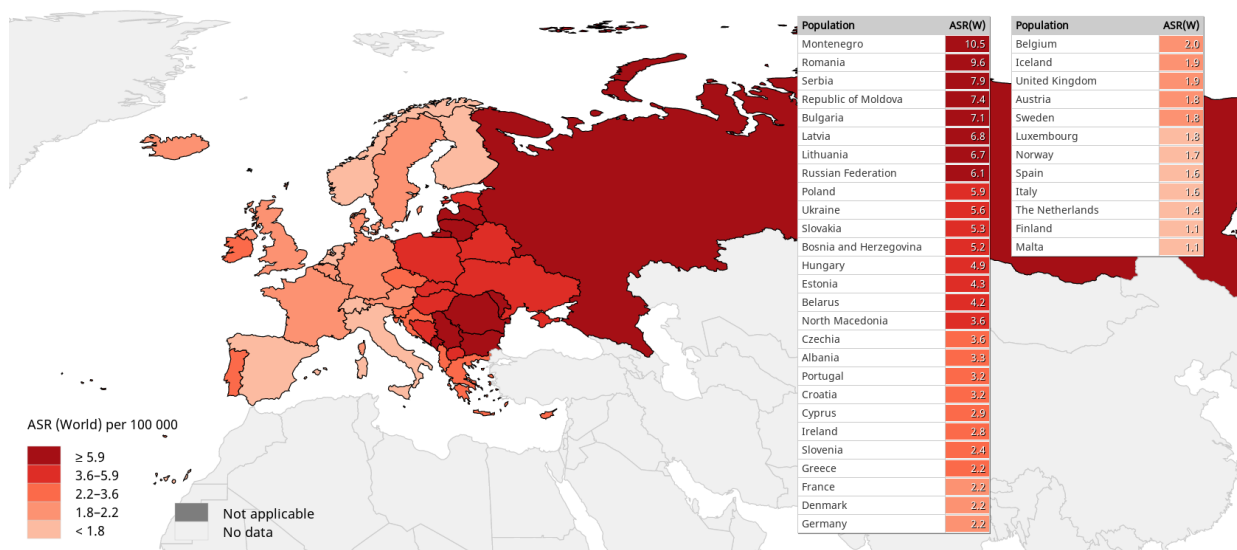 Population ASR(W)
Montenegro 10.5
Romania 9.6
Serbia 7.9
Republic of Moldova 7.4
Bulgaria 7.1
Latvia 6.8
Lithuania 6.7
Russian Federation 6.1
Poland 5.9
Ukraine 5.6
Slovakia 5.3
Bosnia and Herzegovina 5.2
Hungary 4.9
Estonia 4.3
Belarus 4.2
North Macedonia 3.6
Czechia 3.6
Albania 3.3
Portugal 3.2
Croatia 3.2
Cyprus 2.9
Ireland 2.8
Slovenia 2.4
Greece 2.2
France 2.2
Denmark 2.2
Germany 2.2
Population ASR(W)
Belgium 2.0
Iceland 1.9
United Kingdom 1.9
Austria 1.8
Sweden 1.8
Luxembourg 1.8
Norway 1.7
Spain 1.6
Italy 1.6
The Netherlands 1.4
Finland 1.1
Malta 1.1
ASR (World) per 100 000
≥ 5.9
3.6–5.9
2.2–3.6
1.8–2.2
< 1.8
Not applicable
No data